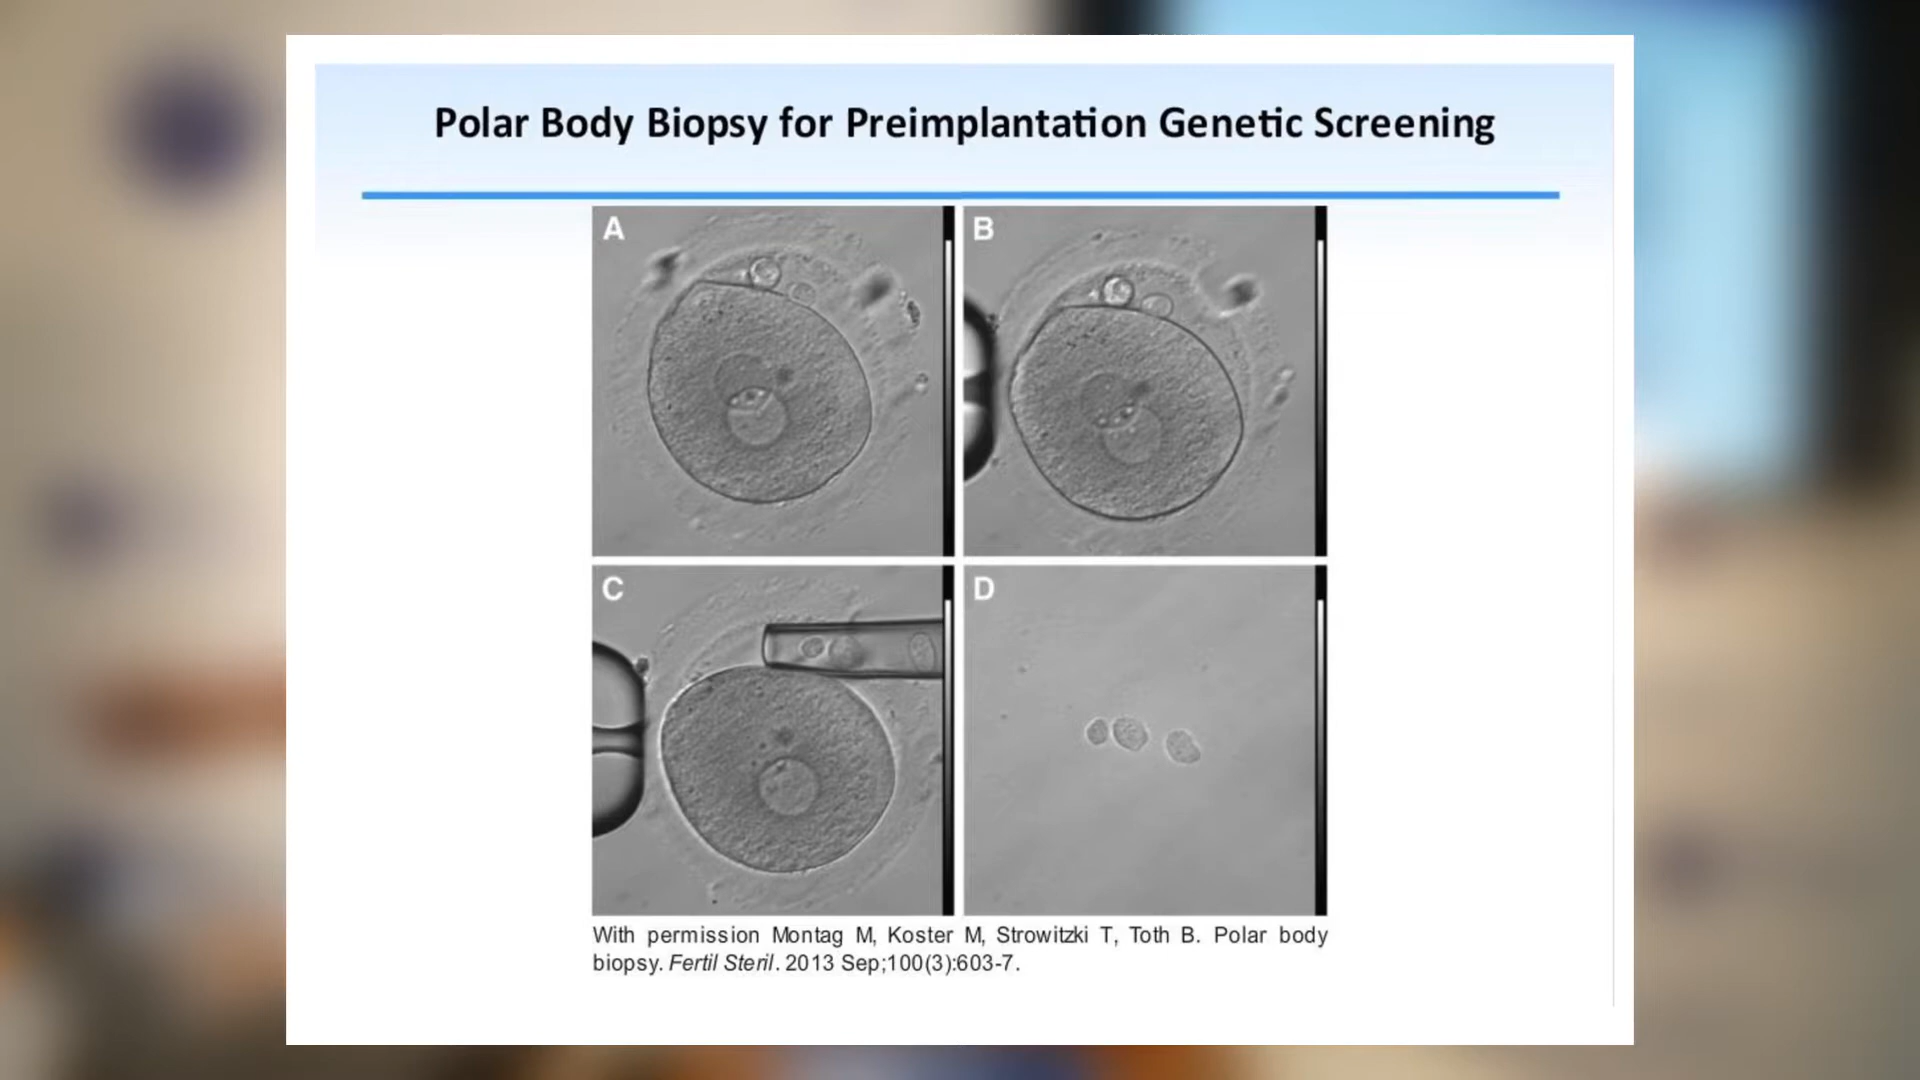 Polar Body Biopsy for Preimplantation Genetic Screening
A
B
C
D
With permission Montag M, Koster M, Strowitzki T, Toth B. Polar body
biopsy. Fertil Steril. 2013 Sep;100(3):603-7.